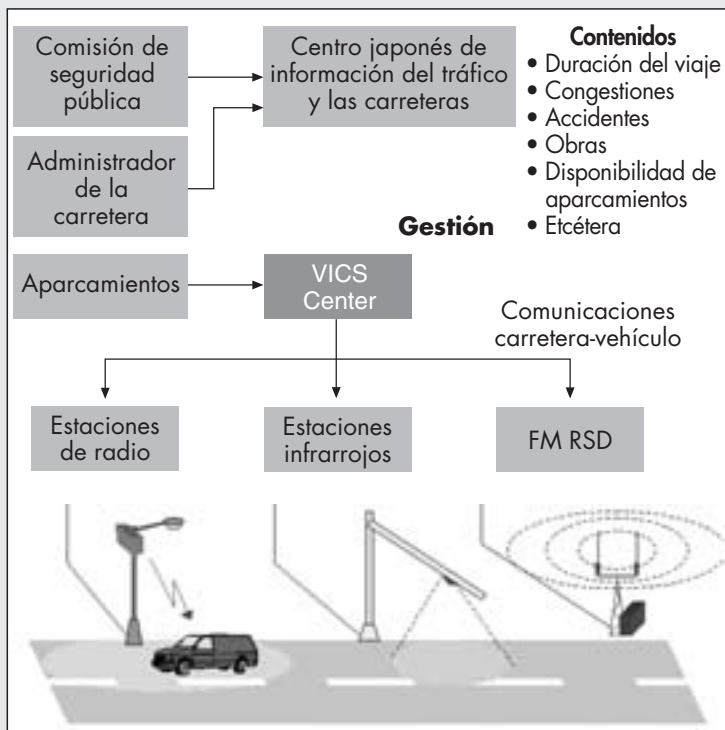 Comisión de
seguridad
pública
Centro japonés de
información del tráfico
y las carreteras
Contenidos
• Duración del viaje
• Congestiones
• Accidentes
• Obras
• Disponibilidad de
aparcamientos
• Etcétera
Administrador
de la
carretera
Gestión
Aparcamientos
VICS
Center
Comunicaciones
carretera-vehículo
Estaciones
de radio
Estaciones
infrarrojos
FM RSD